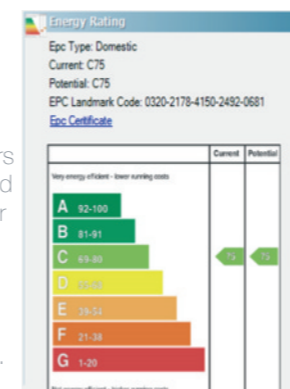 Energy Rating
Epc Type: Domestic
Current: C75
Potential: C75
EPC Landmark Code: 0320-2178-4150-2492-0681
Epc Certificate
rs
d
r
.
Current Potential
Very energy efficient - lower running costs
A 92-100
B 81-91
C 69-80 75 75
D 55-68
E 39-54
F 21-38
G 1-20